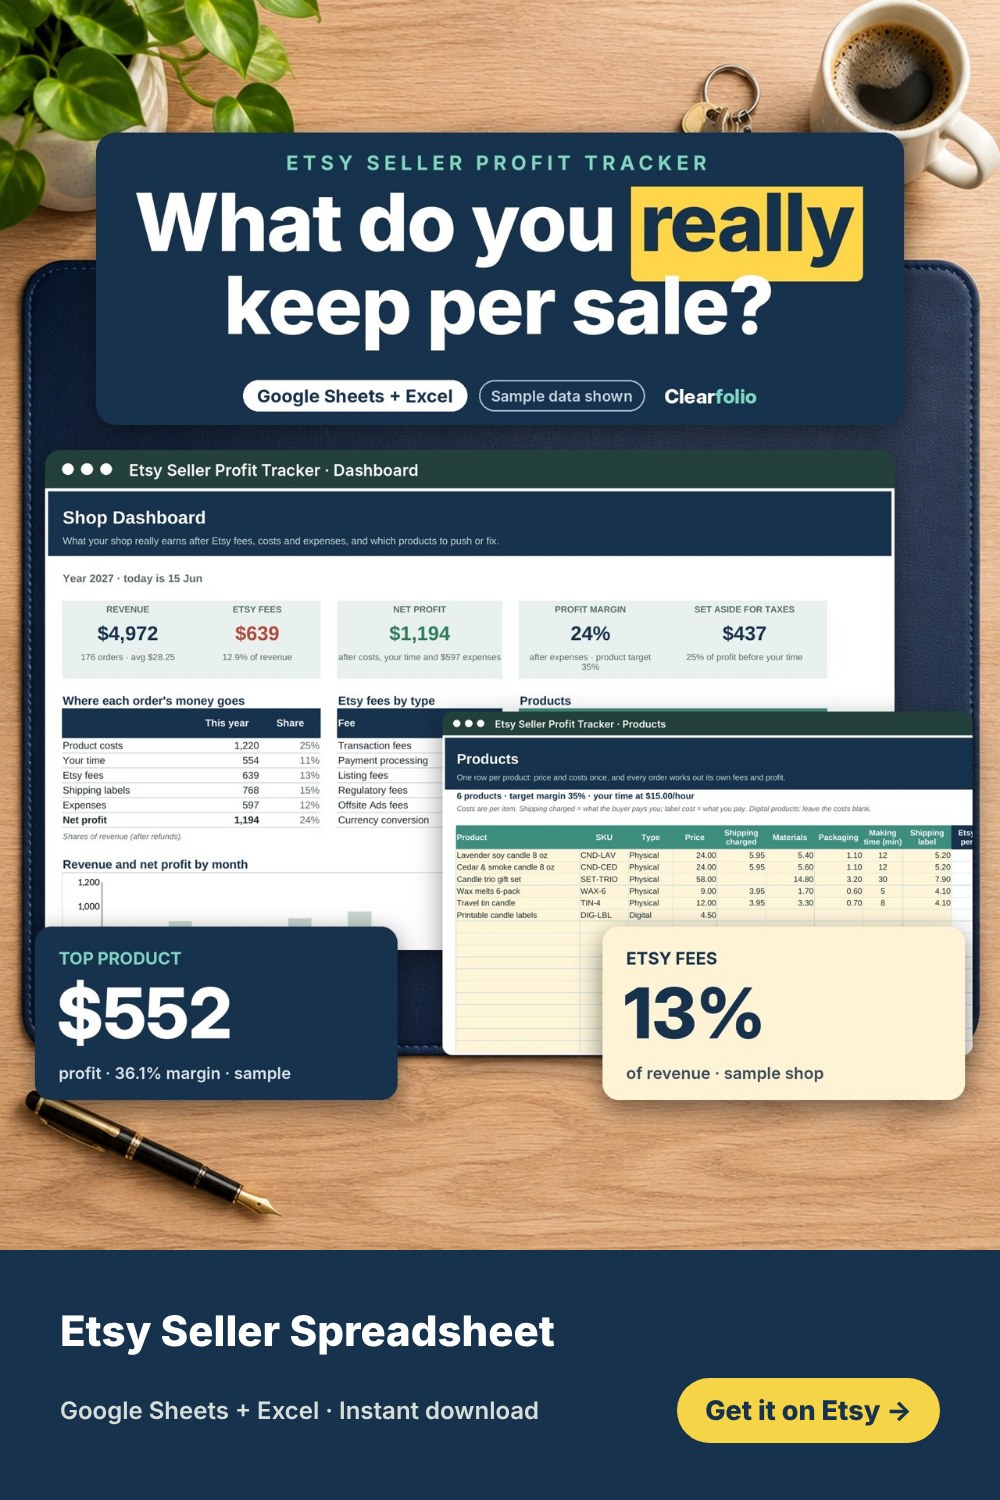 ETSY SELLER PROFIT TRACKER
What do you really
keep per sale?
Google Sheets + Excel
Sample data shown
Clearfolio
Etsy Seller Profit Tracker · Dashboard
Shop Dashboard
What your shop really earns after Etsy fees, costs and expenses, and which products to push or fix.
Year 2027 · today is 15 Jun
REVENUE
$4,972
176 orders · avg $28.25
ETSY FEES
$639
12.9% of revenue
NET PROFIT
$1,194
after costs, your time and $597 expenses
PROFIT MARGIN
24%
after expenses · product target
35%
SET ASIDE FOR TAXES
$437
25% of profit before your time
Where each order's money goes
This year Share
Product costs 1,220 25%
Your time 554 11%
Etsy fees 639 13%
Shipping labels 768 15%
Expenses 597 12%
Net profit 1,194 24%
Shares of revenue (after refunds).
Etsy fees by type
Fee
Transaction fees
Payment processing
Listing fees
Regulatory fees
Offsite Ads fees
Currency conversion
Products
Revenue and net profit by month
1,200
1,000
Etsy Seller Profit Tracker · Products
Products
One row per product: price and costs once, and every order works out its own fees and profit.
6 products · target margin 35% · your time at $15.00/hour
Costs are per item. Shipping charged = what the buyer pays you; label cost = what you pay. Digital products: leave the costs blank.
Product SKU Type Price Shipping charged Materials Packaging Making time (min) Shipping label Etsy per
Lavender soy candle 8 oz CND-LAV Physical 24.00 5.95 5.40 1.10 12 5.20
Cedar & smoke candle 8 oz CND-CED Physical 24.00 5.95 5.60 1.10 12 5.20
Candle trio gift set SET-TRIO Physical 58.00 14.80 3.20 30 7.90
Wax melts 6-pack WAX-6 Physical 9.00 3.95 1.70 0.60 5 4.10
Travel tin candle TIN-4 Physical 12.00 3.95 3.30 0.70 8 4.10
Printable candle labels DIG-LBL Digital 4.50
TOP PRODUCT
$552
profit · 36.1% margin · sample
ETSY FEES
13%
of revenue · sample shop
Etsy Seller Spreadsheet
Google Sheets + Excel · Instant download
Get it on Etsy →